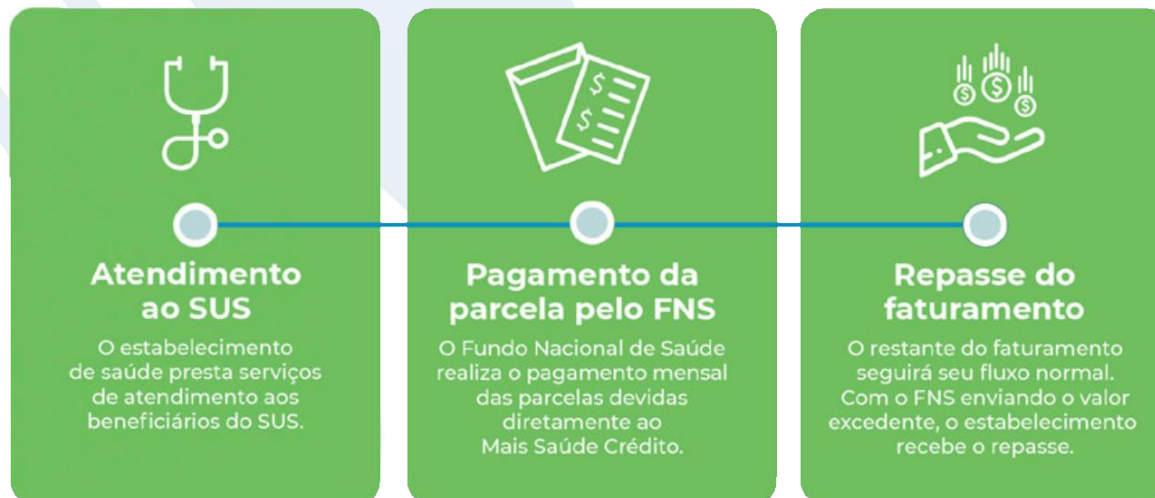 Atendimento
ao SUS
O estabelecimento
de saúde presta serviços
de atendimento aos
beneficiários do SUS.
Pagamento da
parcela pelo FNS
O Fundo Nacional de Saúde
realiza o pagamento mensal
das parcelas devidas
diretamente ao
Mais Saúde Crédito.
Repasse do
faturamento
O restante do faturamento
seguirá seu fluxo normal.
Com o FNS enviando o valor
excedente, o estabelecimento
recebe o repasse.